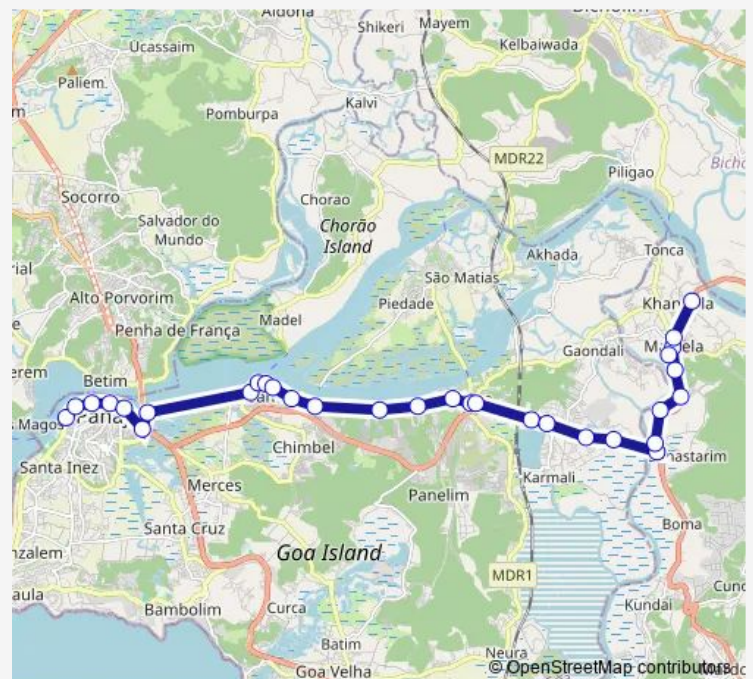 Aldona
Shikeri
Mayem
Bicholim
Ucassaim
Kelbaiwada
Paliem
Kalvi
Pomburpa
MDR22
Piligao
Socorro
Chorao
Salvador do
Mundo
Chorão
Island
Akhada
Tonca
São Matias
Alto Porvorim
Piedade
Penha de França
Madel
Gaondali
Betim
Magos
Chimbel
Santa Inez
Karmali
Merces
Panelim
Santa Cruz
Boma
Goa Island
MDR1
Curca
Kundai
Bambolim
Batim
Neura
Goa Velha
© OpenStreetMap contributors